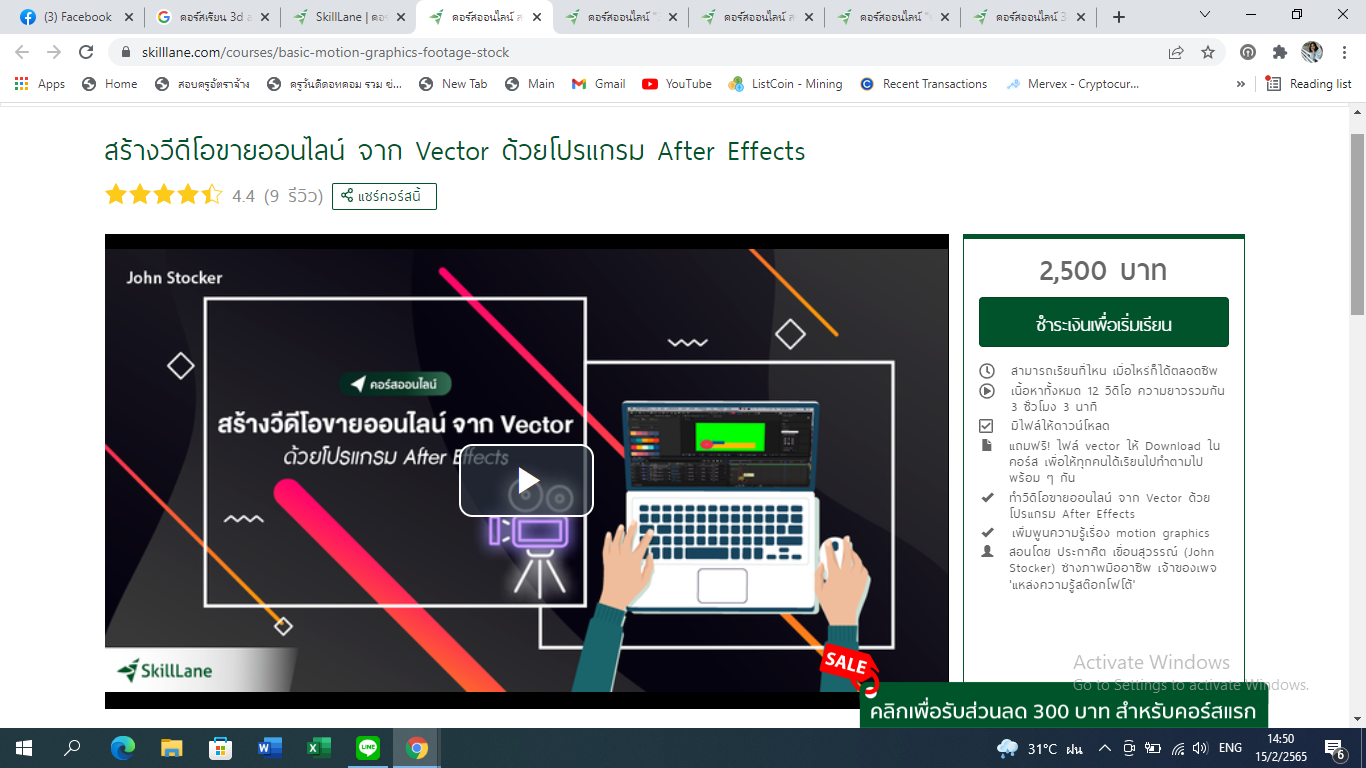 (3) Facebook
คอร์สเรียน 3d a
SkillLane | คอร์
คอร์สออนไลน์ ส
คอร์สออนไลน์ "
คอร์สออนไลน์ ส
คอร์สออนไลน์
คอร์สออนไลน์ 3
skilllane.com/courses/basic-motion-graphics-footage-stock
Apps
Home
สอบครูอัตราจ้าง
ครูวันดีดอทคอม รวม ข่...
New Tab
Main
Gmail
YouTube
ListCoin - Mining
Recent Transactions
Mervex - Cryptocur...
»
Reading list
สร้างวีดีโอขายออนไลน์ จาก Vector ด้วยโปรแกรม After Effects
4.4 (9 รีวิว)
แชร์คอร์สนี้
John Stocker
คอร์สออนไลน์
สร้างวีดีโอขายออนไลน์ จาก Vector
ด้วยโปรแกรม After Effects
SkillLane
2,500 บาท
ชำระเงินเพื่อเริ่มเรียน
สามารถเรียนที่ไหน เมื่อไหร่ก็ได้ตลอดชีพ
เนื้อหาทั้งหมด 12 วิดีโอ ความยาวรวมกัน
3 ชั่วโมง 3 นาที
มีไฟล์ให้ดาวน์โหลด
แถมฟรี! ไฟล์ vector ให้ Download ใน
คอร์ส เพื่อให้ทุกคนได้เรียนไปทำตามไป
พร้อม ๆ กัน
ทำวีดิโอขายออนไลน์ จาก Vector ด้วย
โปรแกรม After Effects
เพิ่มพูนความรู้เรื่อง motion graphics
สอนโดย ประกาศิต เขื่อนสุวรรณ์ (John
Stocker) ช่างภาพมืออาชีพ เจ้าของเพจ
"แหล่งความรู้สต๊อกโฟโต้"
Activate Windows
Go to Settings to activate Windows.
SALE
คลิกเพื่อรับส่วนลด 300 บาท สำหรับคอร์สแรก
31°C ฝน
ENG
14:50
15/2/2565
6